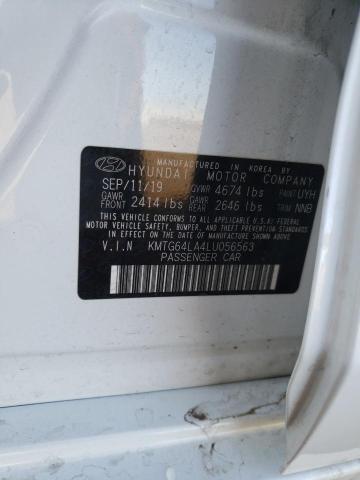 MANUFACTURED IN KOREA BY
HYUNDAI MOTOR COMPANY
SEP/11/19 GVWR 4674 lbs PAINT UYH
GAWR FRONT 2414 lbs GAWR REAR 2646 lbs TRIM NNB
THIS VEHICLE CONFORMS TO ALL APPLICABLE U.S.A/ FEDERAL
MOTOR VEHICLE SAFETY, BUMPER, AND THEFT PREVENTION
STANDARDS IN EFFECT ON THE DATE OF MANUFACTURE SHOWN ABOVE.
V.I.N KMTG64LA4LU056563
PASSENGER CAR